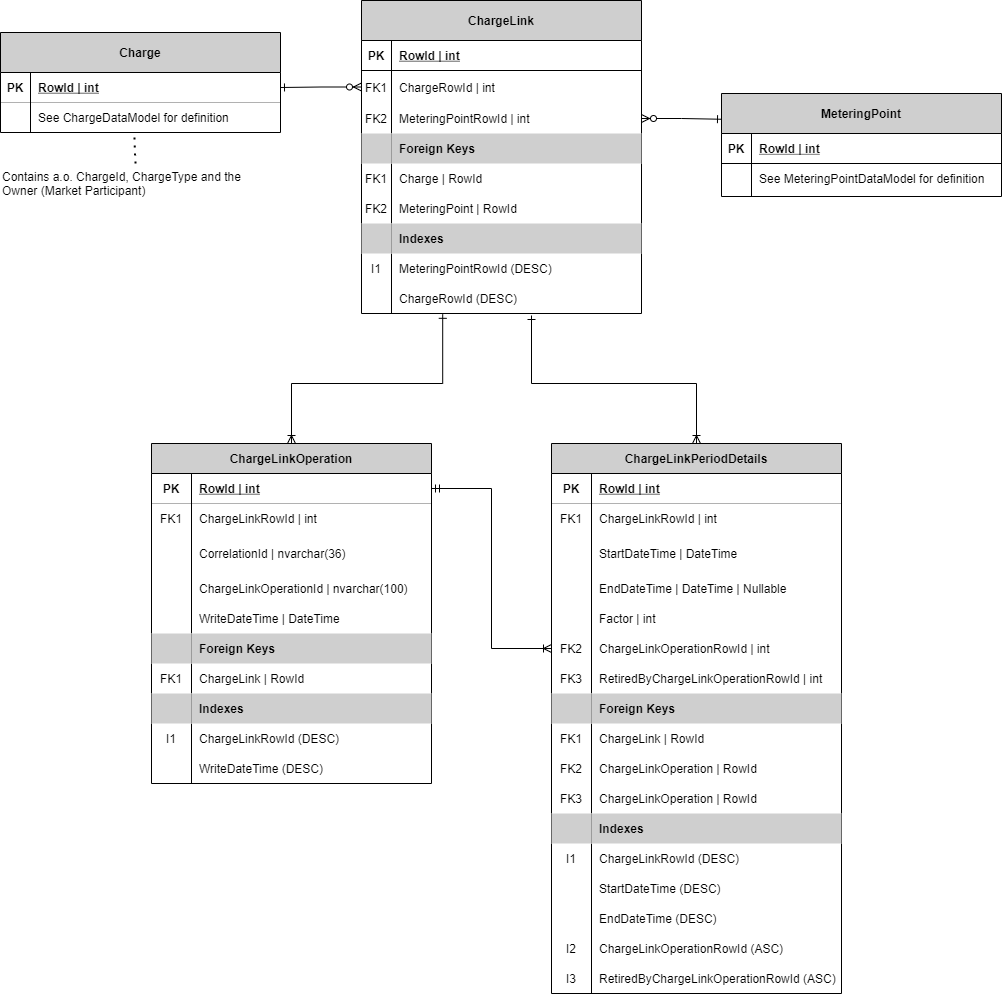 Charge
PK RowId | int
See ChargeDataModel for definition
Contains a.o. ChargeId, ChargeType and the
Owner (Market Participant)
ChargeLink
PK RowId | int
FK1 ChargeRowId | int
FK2 MeteringPointRowId | int
Foreign Keys
FK1 Charge | RowId
FK2 MeteringPoint | RowId
Indexes
I1 MeteringPointRowId (DESC)
ChargeRowId (DESC)
MeteringPoint
PK RowId | int
See MeteringPointDataModel for definition
ChargeLinkOperation
PK RowId | int
FK1 ChargeLinkRowId | int
CorrelationId | nvarchar(36)
ChargeLinkOperationId | nvarchar(100)
WriteDateTime | DateTime
Foreign Keys
FK1 ChargeLink | RowId
Indexes
I1 ChargeLinkRowId (DESC)
WriteDateTime (DESC)
ChargeLinkPeriodDetails
PK RowId | int
FK1 ChargeLinkRowId | int
StartDateTime | DateTime
EndDateTime | DateTime | Nullable
Factor | int
FK2 ChargeLinkOperationRowId | int
FK3 RetiredByChargeLinkOperationRowId | int
Foreign Keys
FK1 ChargeLink | RowId
FK2 ChargeLinkOperation | RowId
FK3 ChargeLinkOperation | RowId
Indexes
I1 ChargeLinkRowId (DESC)
StartDateTime (DESC)
EndDateTime (DESC)
I2 ChargeLinkOperationRowId (ASC)
I3 RetiredByChargeLinkOperationRowId (ASC)